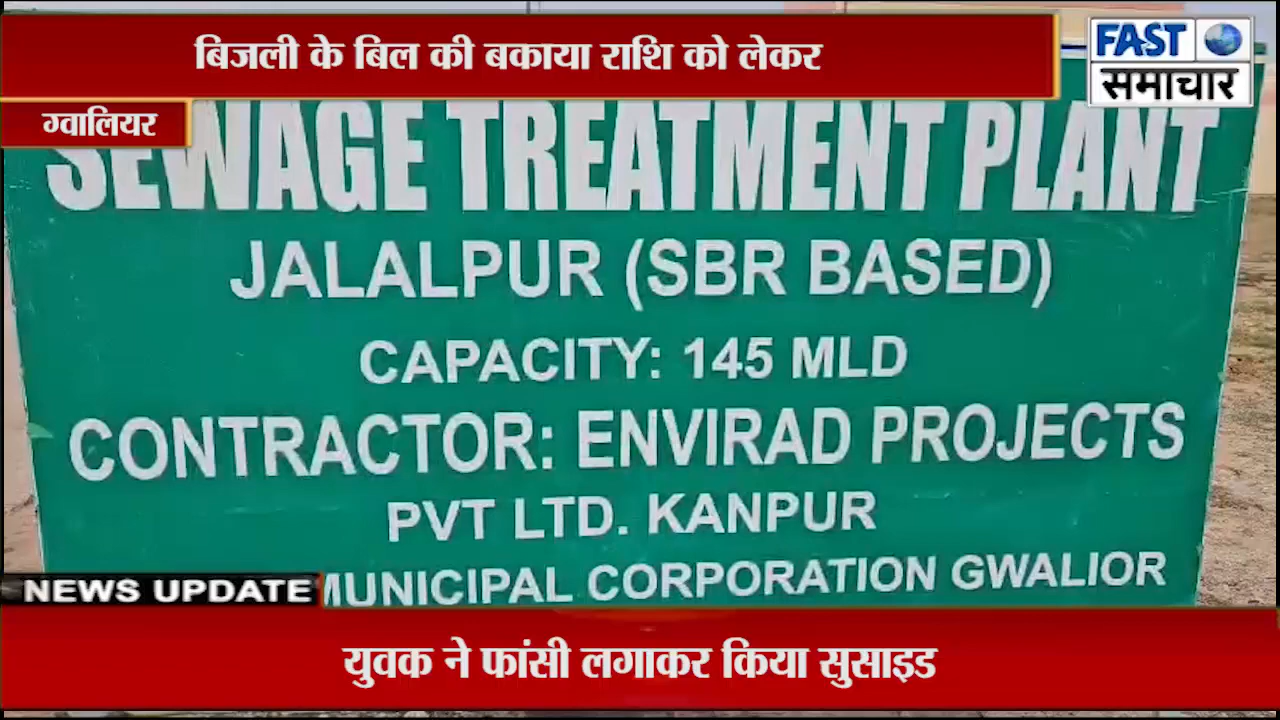 बिजली के बिल की बकाया राशि को लेकर
FAST
समाचार
ग्वालियर
SEWAGE TREATMENT PLANT
JALALPUR (SBR BASED)
CAPACITY: 145 MLD
CONTRACTOR: ENVIRAD PROJECTS
PVT LTD. KANPUR
MUNICIPAL CORPORATION GWALIOR
NEWS UPDATE
युवक ने फांसी लगाकर किया सुसाइड